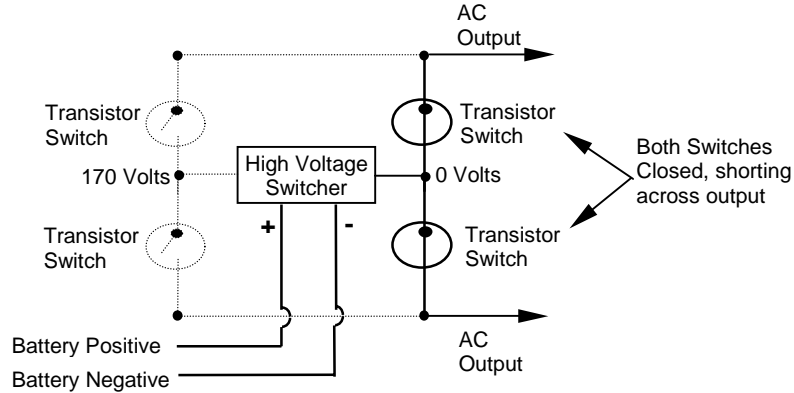 AC
Output
Transistor
Switch
Transistor
Switch
Both Switches
Closed, shorting
across output
170 Volts
High Voltage
Switcher
0 Volts
+
-
Transistor
Switch
Transistor
Switch
Battery Positive
AC
Output
Battery Negative